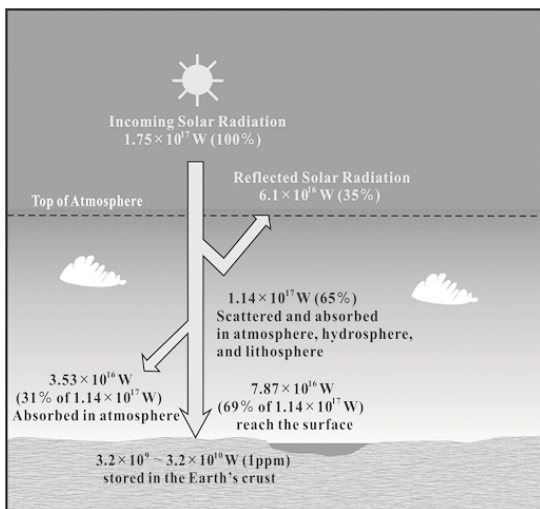 Incoming Solar Radiation
1.75×10¹⁷ W (100%)
Reflected Solar Radiation
6.1×10¹⁶ W (35%)
Top of Atmosphere
1.14×10¹⁷ W (65%)
Scattered and absorbed
in atmosphere, hydrosphere,
and lithosphere
3.53×10¹⁶ W
(31% of 1.14×10¹⁷ W)
Absorbed in atmosphere
7.87×10¹⁶ W
(69% of 1.14×10¹⁷ W)
reach the surface
3.2×10⁹ ~ 3.2×10¹⁰ W (1ppm)
stored in the Earth's crust